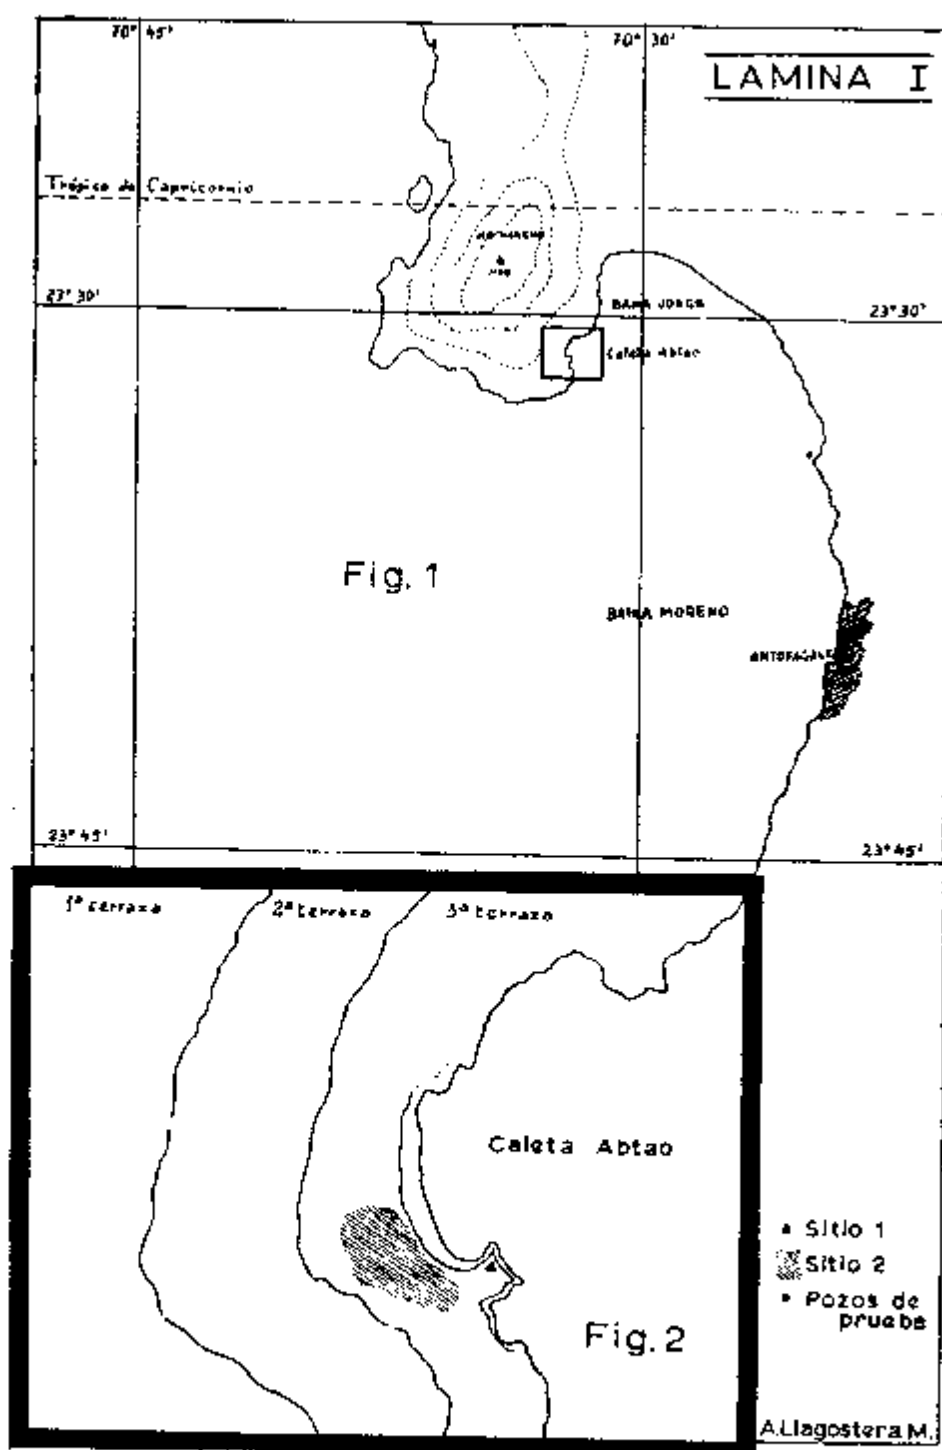 70° 45'
70° 30'
LAMINA I
Trópico de Capricornio
23° 30'
BAHIA JORGE
23° 30'
Caleta Abtao
Fig. 1
BAHIA MORENO
ANTOFAGASTA
23° 45'
23° 45'
1ª terraza
2ª terraza
3ª terraza
Caleta Abtao
Sitio 1
Sitio 2
Pozos de
prueba
Fig. 2
A.Llagostera M.